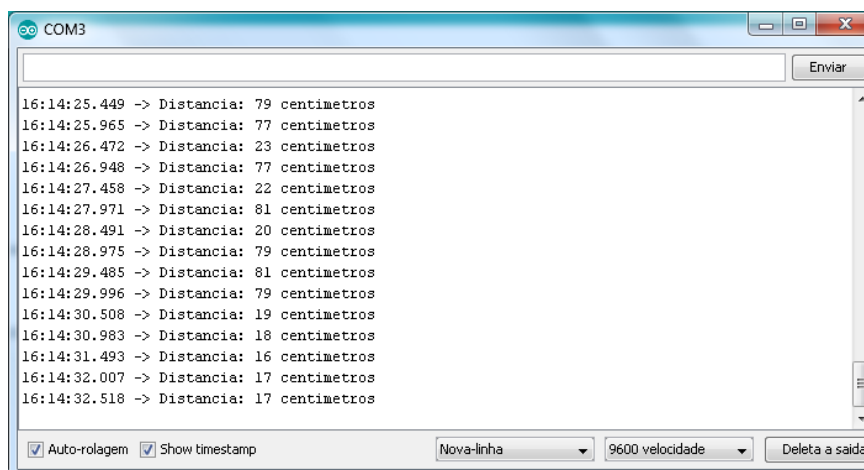 COM3
Enviar
16:14:25.449 -> Distancia: 79 centimetros
16:14:25.965 -> Distancia: 77 centimetros
16:14:26.472 -> Distancia: 23 centimetros
16:14:26.948 -> Distancia: 77 centimetros
16:14:27.458 -> Distancia: 22 centimetros
16:14:27.971 -> Distancia: 81 centimetros
16:14:28.491 -> Distancia: 20 centimetros
16:14:28.975 -> Distancia: 79 centimetros
16:14:29.485 -> Distancia: 81 centimetros
16:14:29.996 -> Distancia: 79 centimetros
16:14:30.508 -> Distancia: 19 centimetros
16:14:30.983 -> Distancia: 18 centimetros
16:14:31.493 -> Distancia: 16 centimetros
16:14:32.007 -> Distancia: 17 centimetros
16:14:32.518 -> Distancia: 17 centimetros
Auto-rolagem Show timestamp Nova-linha 9600 velocidade Deleta a saida